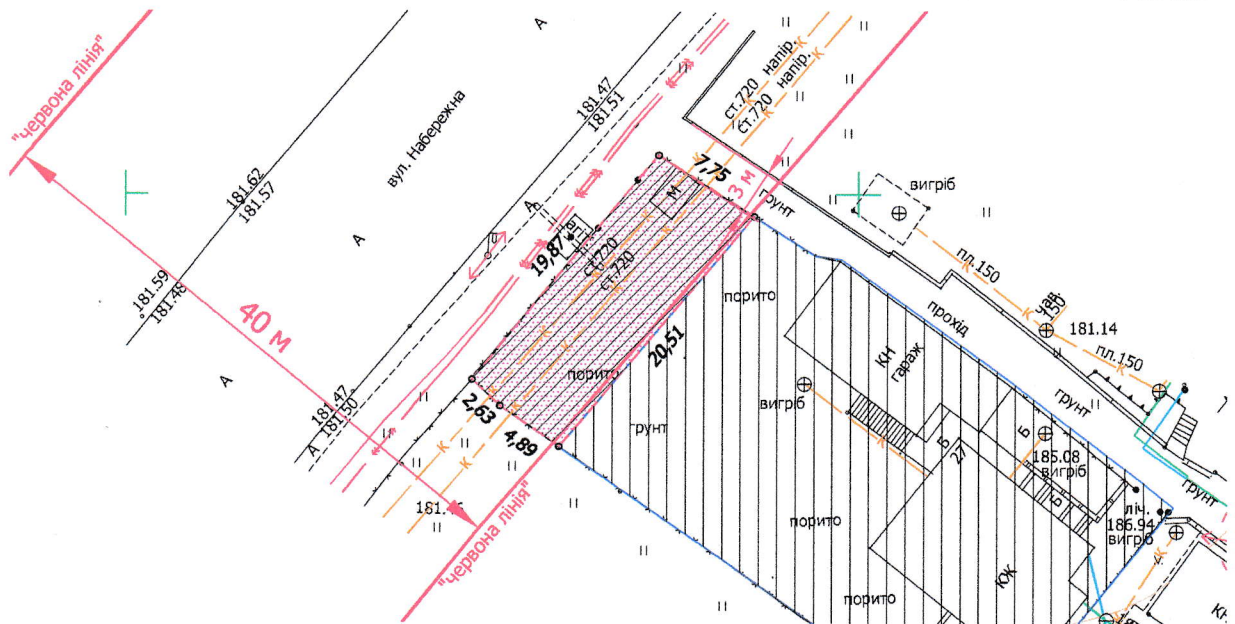 "червона лінія"
вул. Набережна
А
А
А
А
А
181.47
181.51
181.62
181.57
181.59
181.48
181.47
181.50
40 м
"червона лінія"
ст.720 напір.
ст.720 напір.
К
К
7,75
3 м
М
19,87
ст.720
ст.720
20,51
2,63
4,89
порито
грунт
порито
грунт
вигріб
пл.150
К
150
181.14
пл.150
К
прохід
КН
гараж
вигріб
грунт
Б
27
Б
185.08
вигріб
Б
ліч.
186.94
вигріб
грунт
порито
КЖ
порито
КН